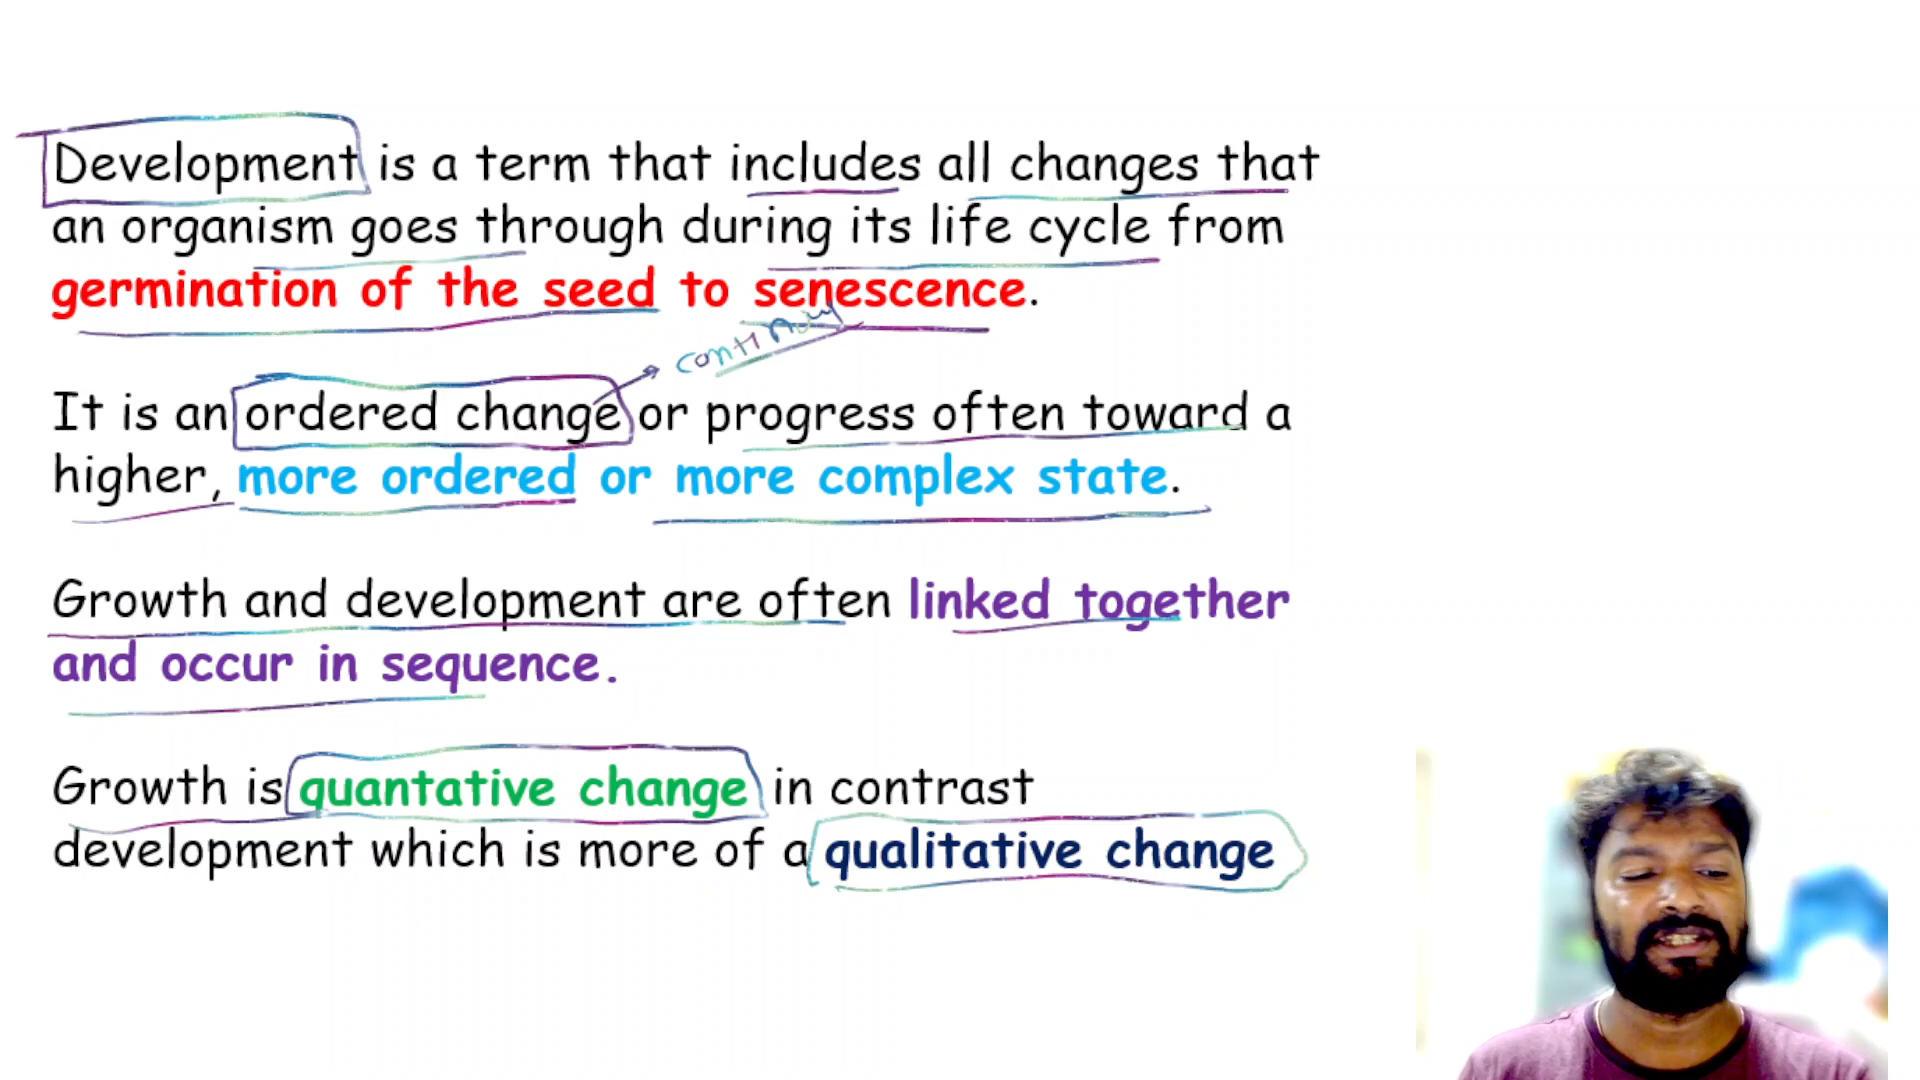 Development is a term that includes all changes that
an organism goes through during its life cycle from
germination of the seed to senescence.
It is an ordered change or progress often toward a
higher, more ordered or more complex state.
Growth and development are often linked together
and occur in sequence.
Growth is quantative change in contrast
development which is more of a qualitative change